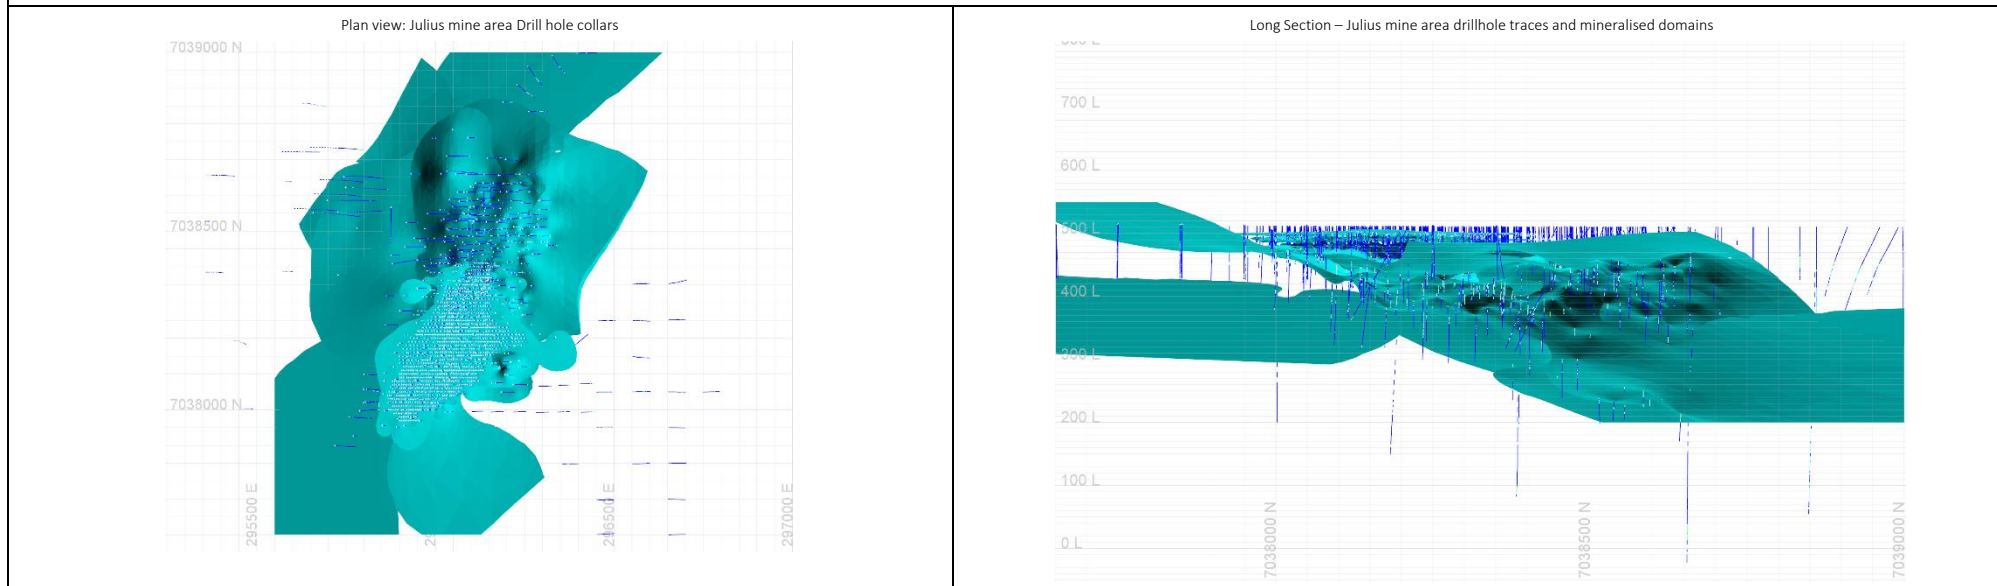 Plan view: Julius mine area Drill hole collars
7039000 N
7038500 N
7038000 N
295500 E
296500 E
297000 E
Long Section – Julius mine area drillhole traces and mineralised domains
700 L
600 L
500 L
400 L
300 L
200 L
100 L
0 L
7038000 N
7038500 N
7039000 N